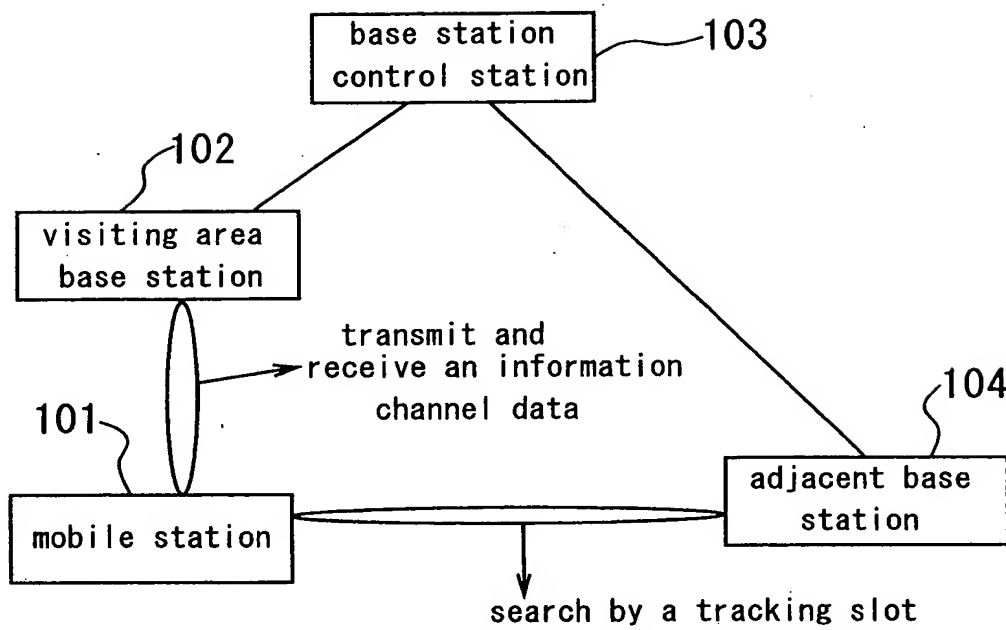 base station
control station
103
102
visiting area
base station
transmit and
receive an information
channel data
101
104
mobile station
adjacent base
station
search by a tracking slot